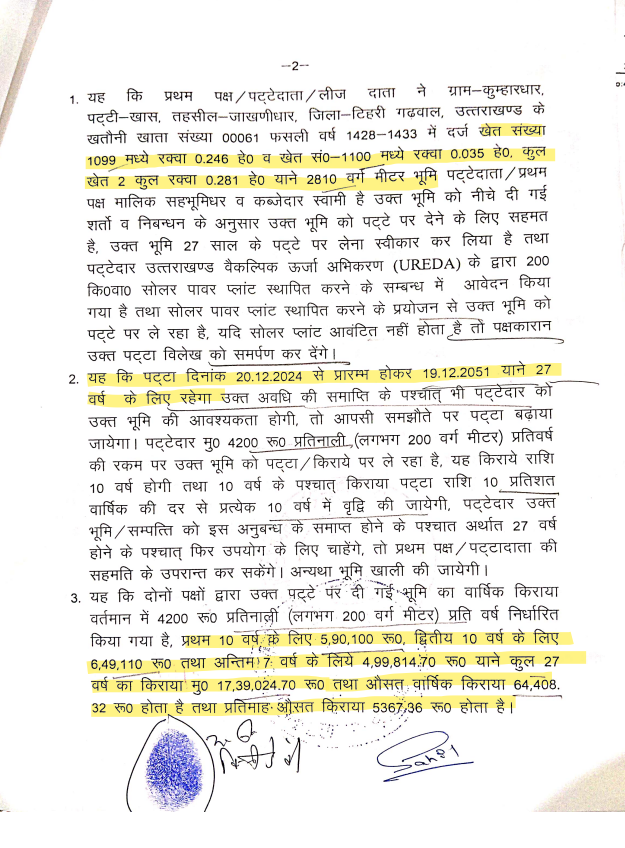 --2--
1. यह कि प्रथम पक्ष/पट्टेदाता/लीज दाता ने ग्राम–कुम्हारधार,
पट्टी–खास, तहसील–जाखणीधार, जिला–टिहरी गढवाल, उत्तराखण्ड के
खतौनी खाता संख्या 00061 फसली वर्ष 1428–1433 में दर्ज खेत संख्या
1099 मध्ये रक्वा 0.246 हे0 व खेत सं0–1100 मध्ये रक्वा 0.035 हे0, कुल
खेत 2 कुल रक्वा 0.281 हे0 याने 2810 वर्ग मीटर भूमि पट्टेदाता/प्रथम
पक्ष मालिक सहभूमिधर व कब्जेदार स्वामी है उक्त भूमि को नीचे दी गई
शर्तो व निबन्धन के अनुसार उक्त भूमि को पट्टे पर देने के लिए सहमत
है, उक्त भूमि 27 साल के पट्टे पर लेना स्वीकार कर लिया है तथा
पट्टेदार उत्तराखण्ड वैकल्पिक ऊर्जा अभिकरण (UREDA) के द्वारा 200
कि0वा0 सोलर पावर प्लांट स्थापित करने के सम्बन्ध में आवेदन किया
गया है तथा सोलर पावर प्लांट स्थापित करने के प्रयोजन से उक्त भूमि को
पट्टे पर ले रहा है, यदि सोलर प्लांट आवंटित नहीं होता है तो पक्षकारान
उक्त पट्टा विलेख को समर्पण कर देंगे।
2. यह कि पट्टा दिनांक 20.12.2024 से प्रारम्भ होकर 19.12.2051 याने 27
वर्ष के लिए रहेगा उक्त अवधि की समाप्ति के पश्चात् भी पट्टेदार को
उक्त भूमि की आवश्यकता होगी, तो आपसी समझौते पर पट्टा बढ़ाया
जायेगा। पट्टेदार मु0 4200 रू0 प्रतिनाली (लगभग 200 वर्ग मीटर) प्रतिवर्ष
की रकम पर उक्त भूमि को पट्टा/किराये पर ले रहा है, यह किराये राशि
10 वर्ष होगी तथा 10 वर्ष के पश्चात् किराया पट्टा राशि 10 प्रतिशत
वार्षिक की दर से प्रत्येक 10 वर्ष में वृद्वि की जायेगी, पट्टेदार उक्त
भूमि/सम्पत्ति को इस अनुबन्ध के समाप्त होने के पश्चात अर्थात 27 वर्ष
होने के पश्चात् फिर उपयोग के लिए चाहेंगे, तो प्रथम पक्ष/पट्टादाता की
सहमति के उपरान्त कर सकेंगे। अन्यथा भूमि खाली की जायेगी।
3. यह कि दोनों पक्षों द्वारा उक्त पट्टे पर दी गई भूमि का वार्षिक किराया
वर्तमान में 4200 रू0 प्रतिनाली (लगभग 200 वर्ग मीटर) प्रति वर्ष निर्धारित
किया गया है, प्रथम 10 वर्ष के लिए 5,90,100 रू0, द्वितीय 10 वर्ष के लिए
6,49,110 रू0 तथा अन्तिम 7 वर्ष के लिये 4,99,814.70 रू0 याने कुल 27
वर्ष का किराया मु0 17,39,024.70 रू0 तथा औसत वार्षिक किराया 64,408.
32 रू0 होता है तथा प्रतिमाह औसत किराया 5367.36 रू0 होता है।